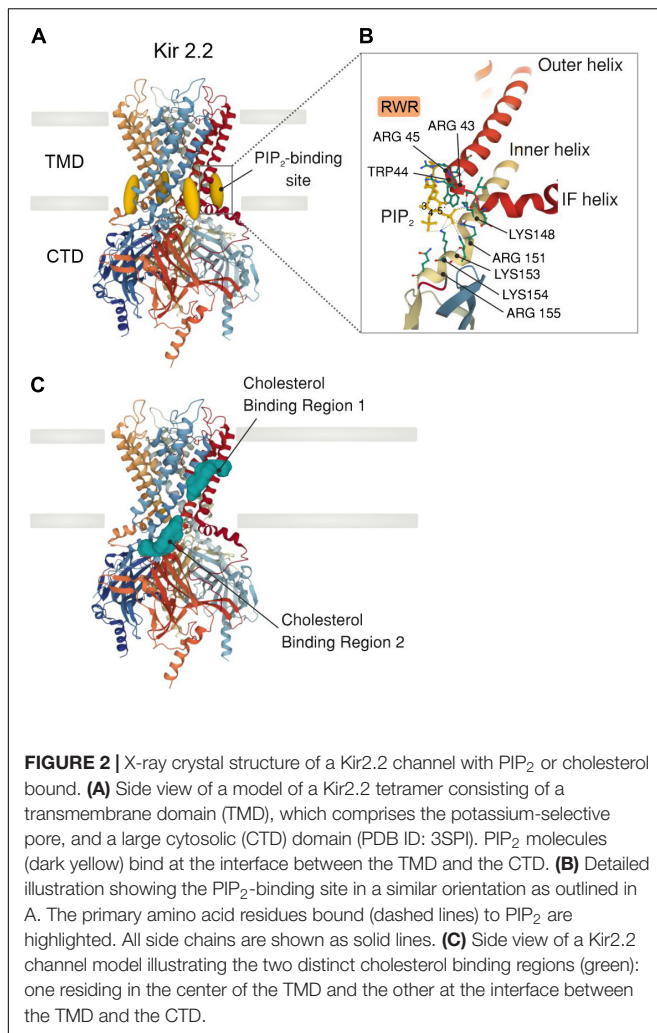 A
Kir 2.2
TMD
CTD
PIP₂-binding
site
B
Outer helix
RWR
ARG 43
ARG 45
Inner helix
TRP44
IF helix
3 4 5
PIP₂
LYS148
ARG 151
LYS153
LYS154
ARG 155
C
Cholesterol
Binding Region 1
Cholesterol
Binding Region 2
FIGURE 2 | X-ray crystal structure of a Kir2.2 channel with PIP₂ or cholesterol
bound. (A) Side view of a model of a Kir2.2 tetramer consisting of a
transmembrane domain (TMD), which comprises the potassium-selective
pore, and a large cytosolic (CTD) domain (PDB ID: 3SPI). PIP₂ molecules
(dark yellow) bind at the interface between the TMD and the CTD. (B) Detailed
illustration showing the PIP₂-binding site in a similar orientation as outlined in
A. The primary amino acid residues bound (dashed lines) to PIP₂ are
highlighted. All side chains are shown as solid lines. (C) Side view of a Kir2.2
channel model illustrating the two distinct cholesterol binding regions (green):
one residing in the center of the TMD and the other at the interface between
the TMD and the CTD.